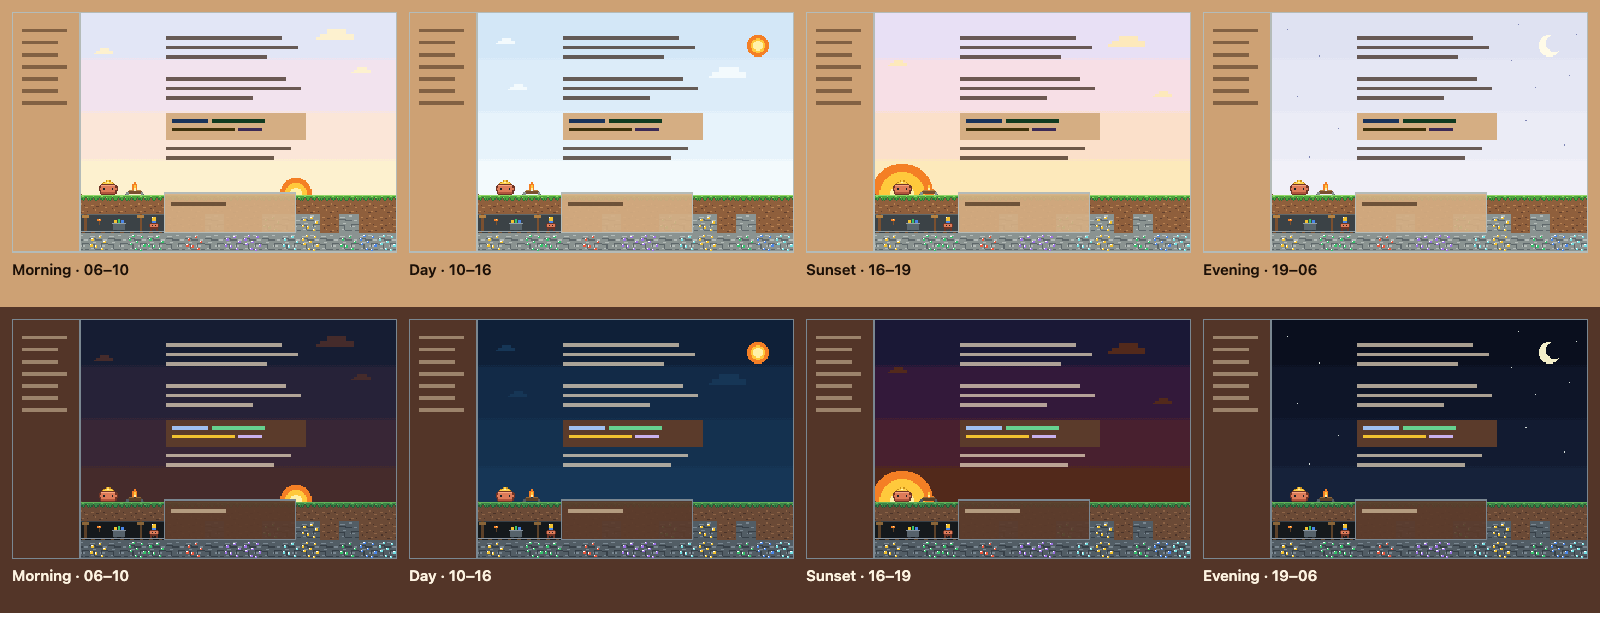 Morning · 06–10
Day · 10–16
Sunset · 16–19
Evening · 19–06
Morning · 06–10
Day · 10–16
Sunset · 16–19
Evening · 19–06